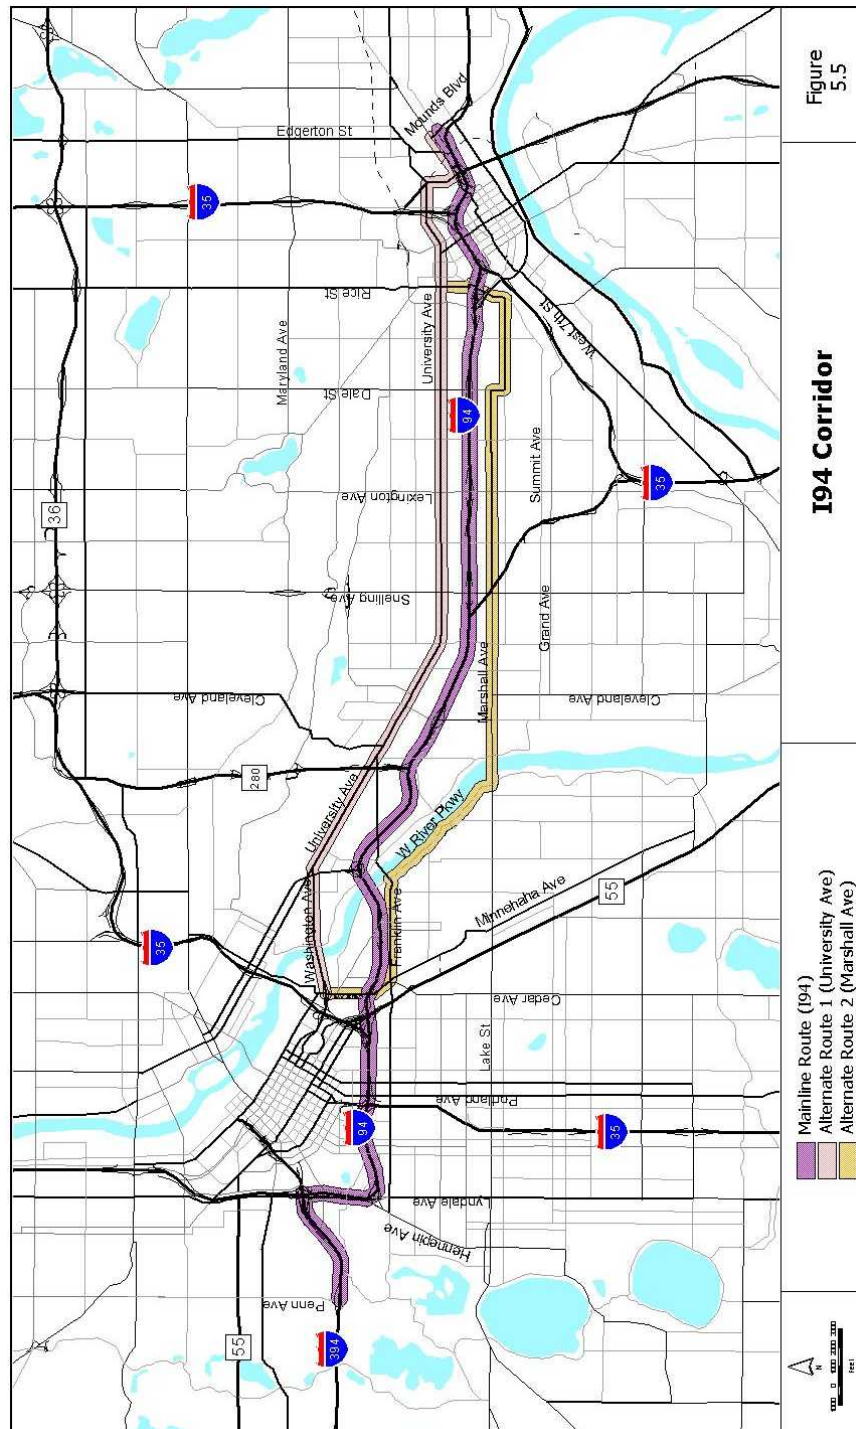 Edgerton St
Mounds Blvd
35
Rice St
University Ave
Maryland Ave
West 7th St
Dale St
94
Summit Ave
Lexington Ave
36
35
Snelling Ave
Grand Ave
Marshall Ave
Cleveland Ave
Cleveland Ave
280
University Ave
W River Pkwy
Minnehaha Ave
55
Washington Ave
Franklin Ave
35
Cedar Ave
Lake St
Portland Ave
94
35
Lyndale Ave
Hennepin Ave
Penn Ave
55
394
N
Feet
Mainline Route (I94)
Alternate Route 1 (University Ave)
Alternate Route 2 (Marshall Ave)
I94 Corridor
Figure
5.5